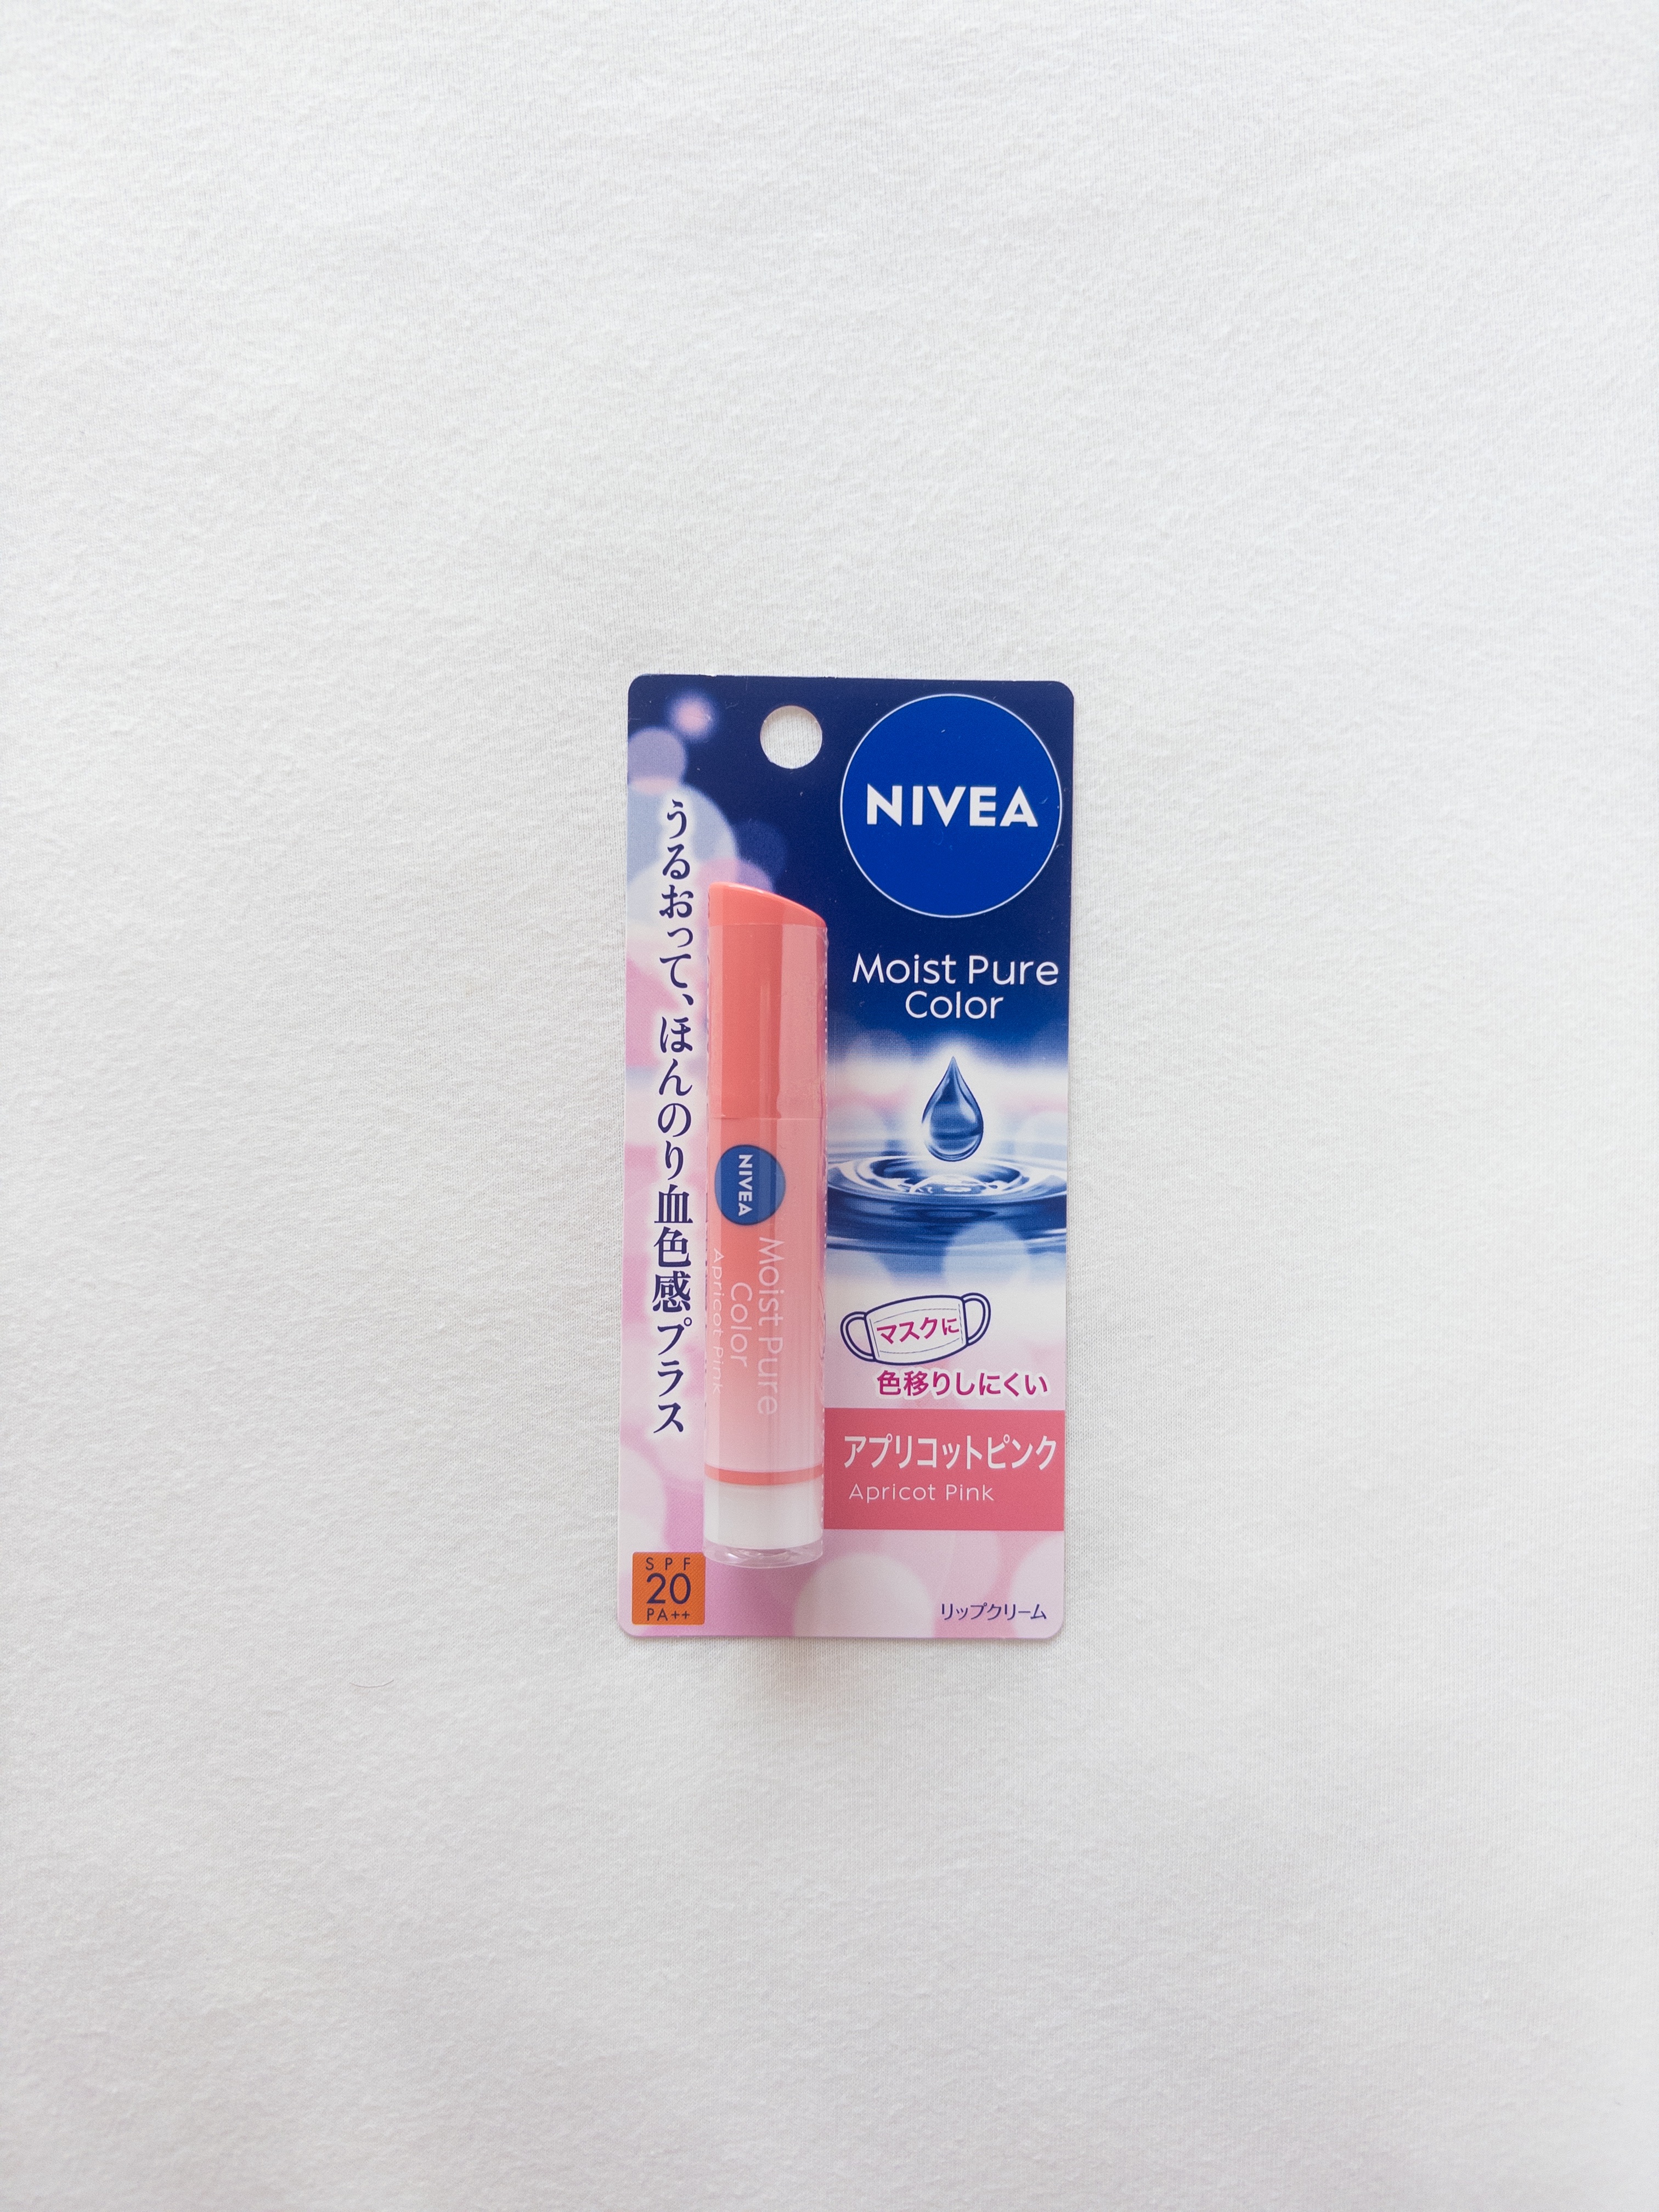 NIVEA
Moist Pure
Color
うるおって、ほんのり血色感プラス
NIVEA
Moist Pure
Color
Apricot Pink
マスクに
色移りしにくい
アプリコットピンク
Apricot Pink
SPF
20
PA++
リップクリーム